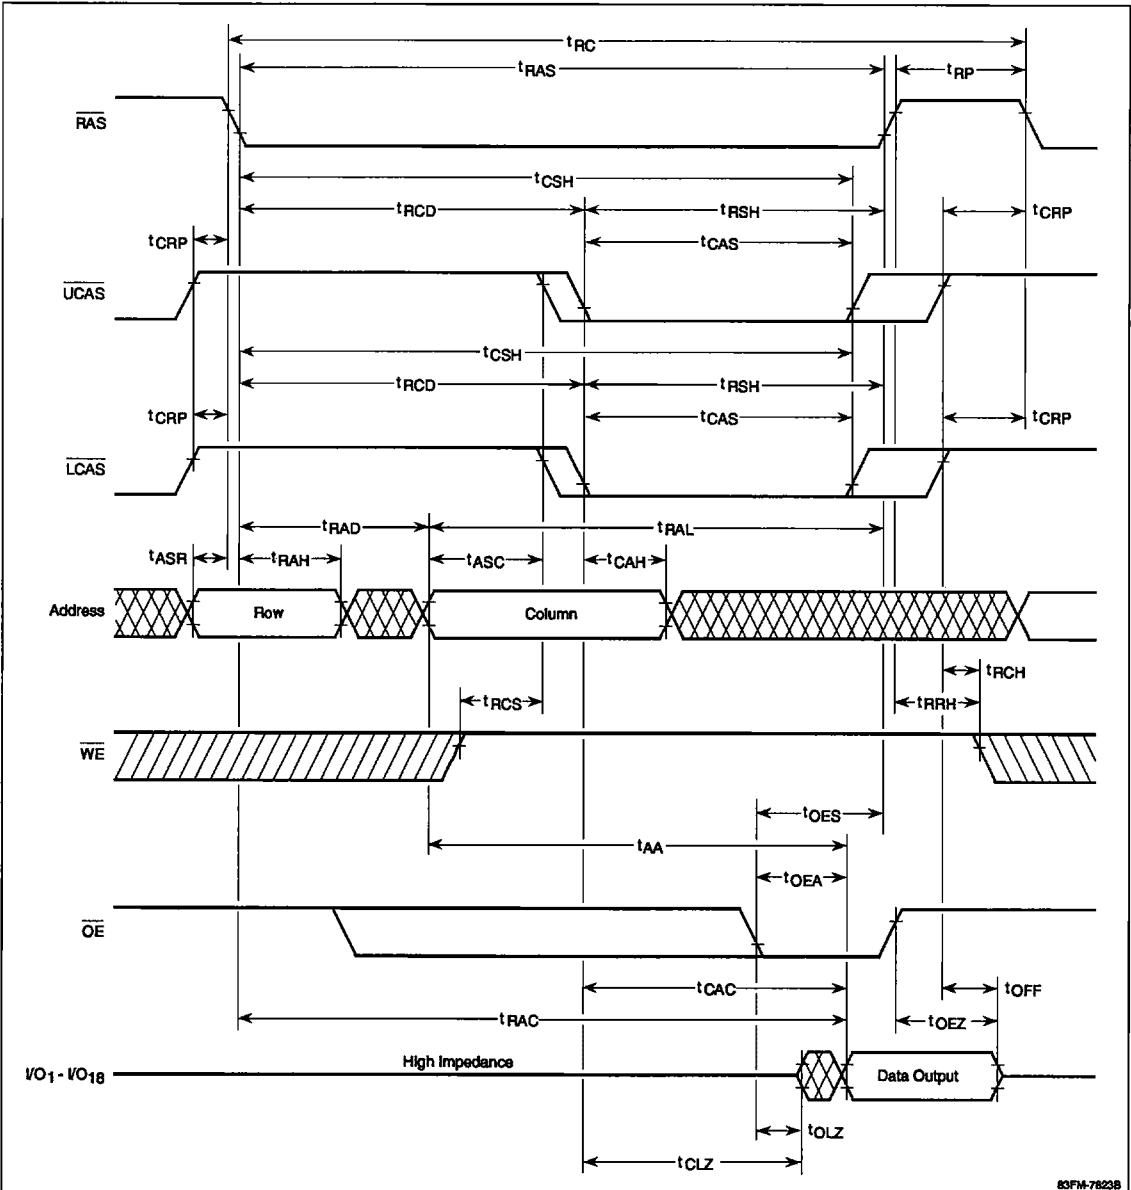 tRC
tRAS
tRP
RAS
tCSH
tRCD
tRSH
tCRP
tCRP
tCAS
UCAS
tCSH
tRCD
tRSH
tCRP
tCAS
tCRP
LCAS
tRAD
tRAL
tASR
tRAH
tASC
tCAH
Address
Row
Column
tRCH
tRCS
tRRH
WE
tOES
tAA
tOEA
OE
tCAC
tOFF
tRAC
tOEZ
High Impedance
I/O1 - I/O18
Data Output
tOLZ
tCLZ
83FM-7823B